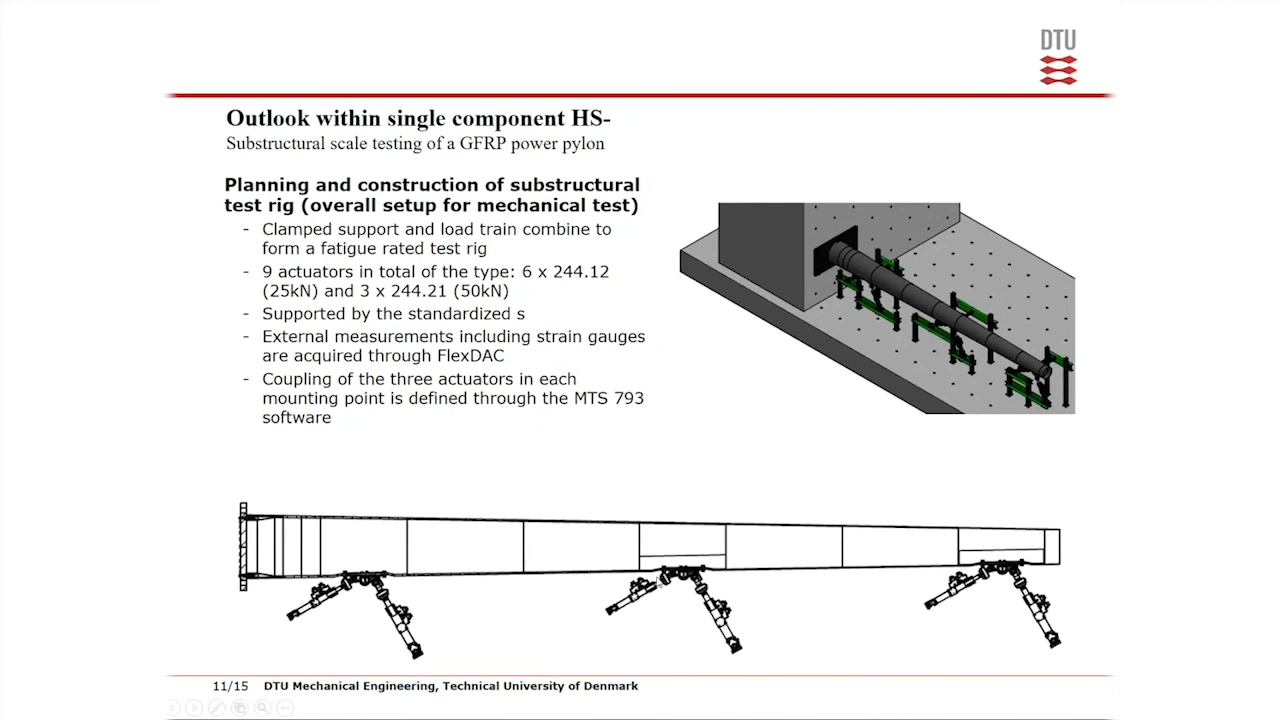 DTU
Outlook within single component HS-
Substructural scale testing of a GFRP power pylon
Planning and construction of substructural
test rig (overall setup for mechanical test)
- Clamped support and load train combine to
form a fatigue rated test rig
- 9 actuators in total of the type: 6 x 244.12
(25kN) and 3 x 244.21 (50kN)
- Supported by the standardized s
- External measurements including strain gauges
are acquired through FlexDAC
- Coupling of the three actuators in each
mounting point is defined through the MTS 793
software
11/15 DTU Mechanical Engineering, Technical University of Denmark